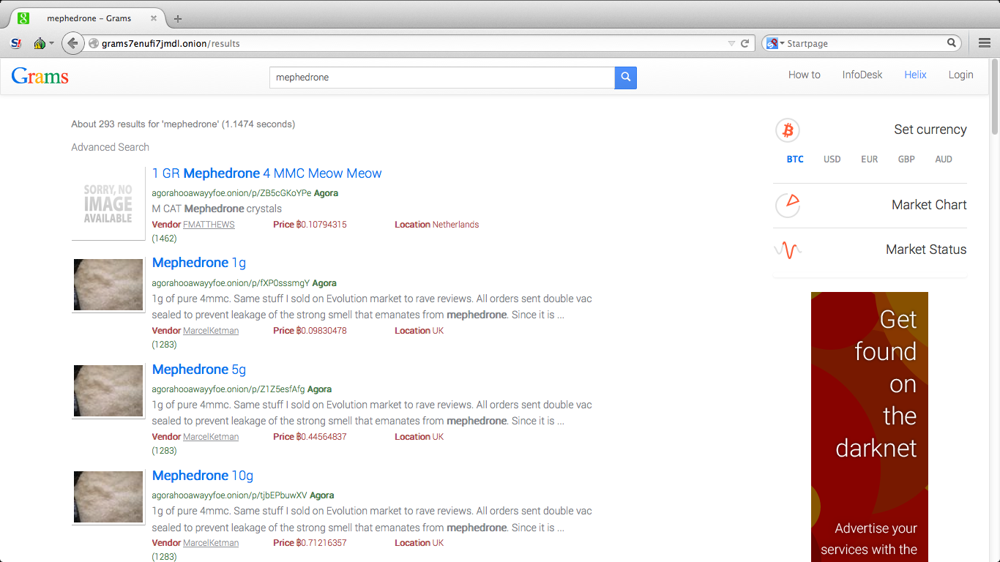 mephedrone – Grams
grams7enufi7jmdl.onion/results
Startpage
Grams
mephedrone
How to
InfoDesk
Helix
Login
About 293 results for 'mephedrone' (1.1474 seconds)
Advanced Search
SORRY, NO
IMAGE
AVAILABLE
1 GR Mephedrone 4 MMC Meow Meow
agorahooawayyfoe.onion/p/ZB5cGKoYPe Agora
M CAT Mephedrone crystals
Vendor FMATTHEWS Price ฿0.10794315 Location Netherlands
(1462)
Mephedrone 1g
agorahooawayyfoe.onion/p/fXP0sssmgY Agora
1g of pure 4mmc. Same stuff I sold on Evolution market to rave reviews. All orders sent double vac
sealed to prevent leakage of the strong smell that emanates from mephedrone. Since it is ...
Vendor MarcelKetman Price ฿0.09830478 Location UK
(1283)
Mephedrone 5g
agorahooawayyfoe.onion/p/Z1Z5esfAfg Agora
1g of pure 4mmc. Same stuff I sold on Evolution market to rave reviews. All orders sent double vac
sealed to prevent leakage of the strong smell that emanates from mephedrone. Since it is ...
Vendor MarcelKetman Price ฿0.44564837 Location UK
(1283)
Mephedrone 10g
agorahooawayyfoe.onion/p/tjbEPbuwXV Agora
1g of pure 4mmc. Same stuff I sold on Evolution market to rave reviews. All orders sent double vac
sealed to prevent leakage of the strong smell that emanates from mephedrone. Since it is ...
Vendor MarcelKetman Price ฿0.71216357 Location UK
(1283)
Set currency
BTC USD EUR GBP AUD
Market Chart
Market Status
Get
found
on
the
darknet
Advertise your
services with the